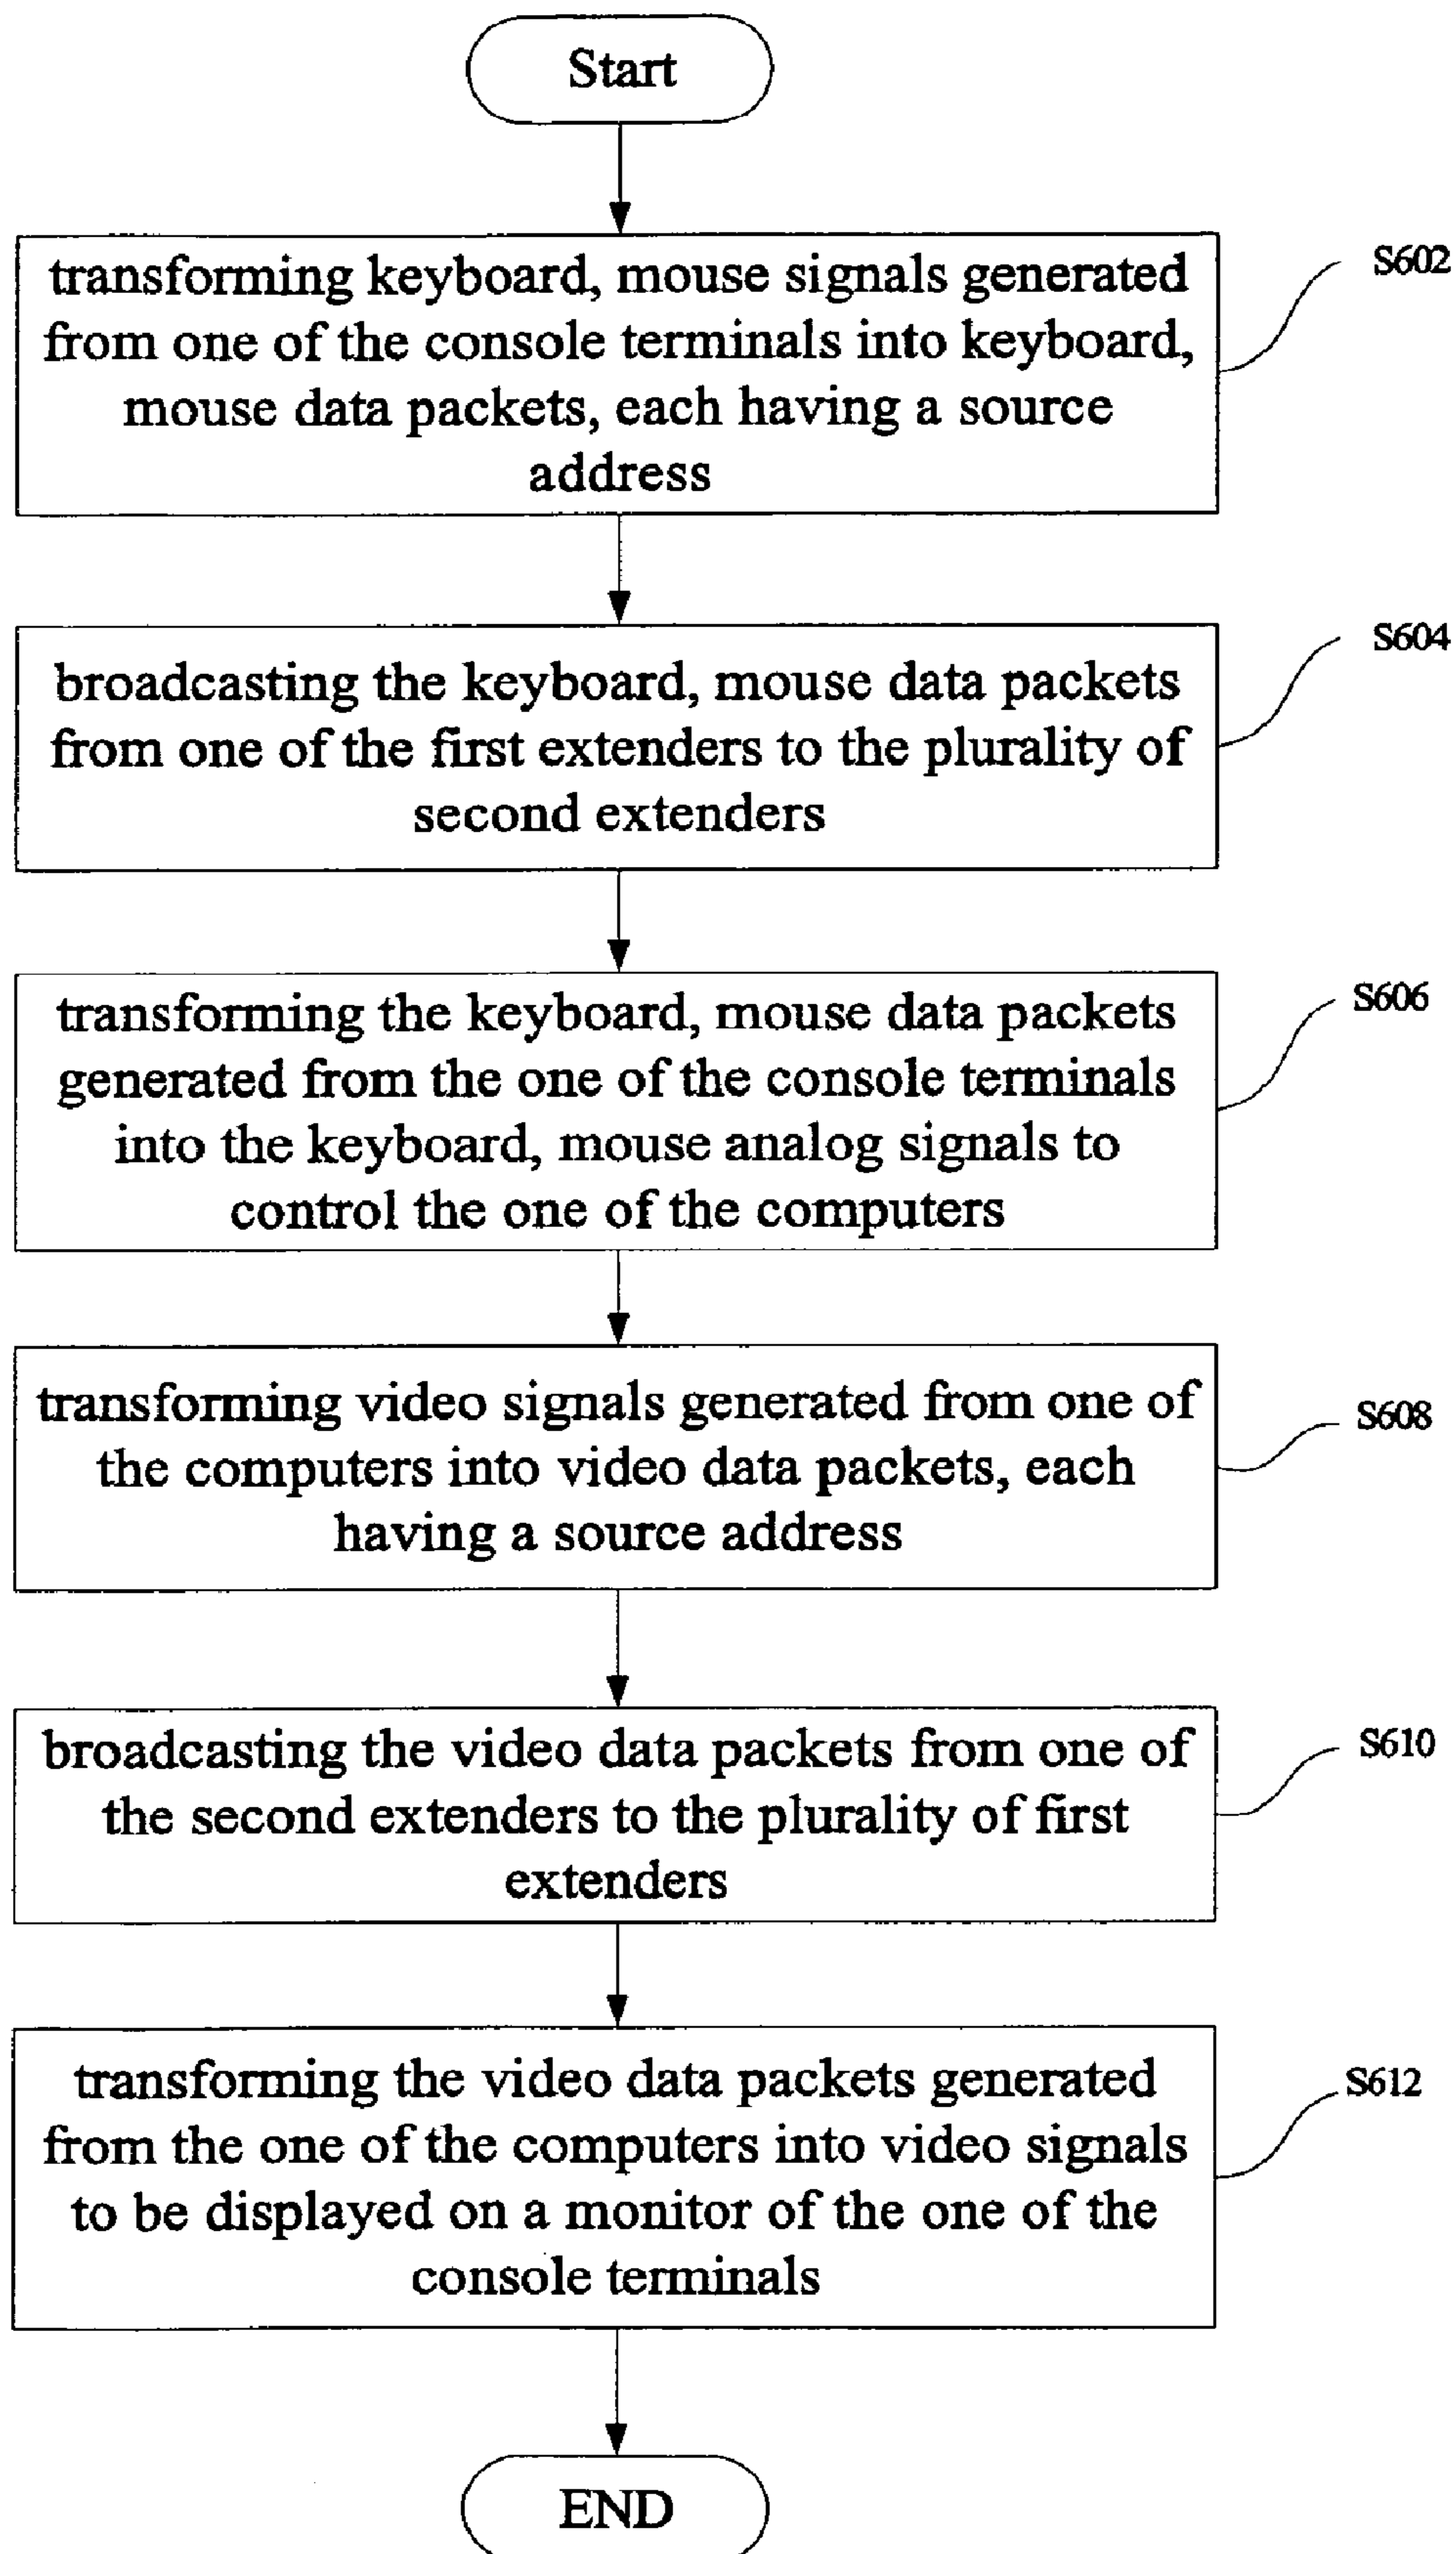 Start
transforming keyboard, mouse signals generated
from one of the console terminals into keyboard,
mouse data packets, each having a source
address
S602
broadcasting the keyboard, mouse data packets
from one of the first extenders to the plurality of
second extenders
S604
transforming the keyboard, mouse data packets
generated from the one of the console terminals
into the keyboard, mouse analog signals to
control the one of the computers
S606
transforming video signals generated from one of
the computers into video data packets, each
having a source address
S608
broadcasting the video data packets from one of
the second extenders to the plurality of first
extenders
S610
transforming the video data packets generated
from the one of the computers into video signals
to be displayed on a monitor of the one of the
console terminals
S612
END